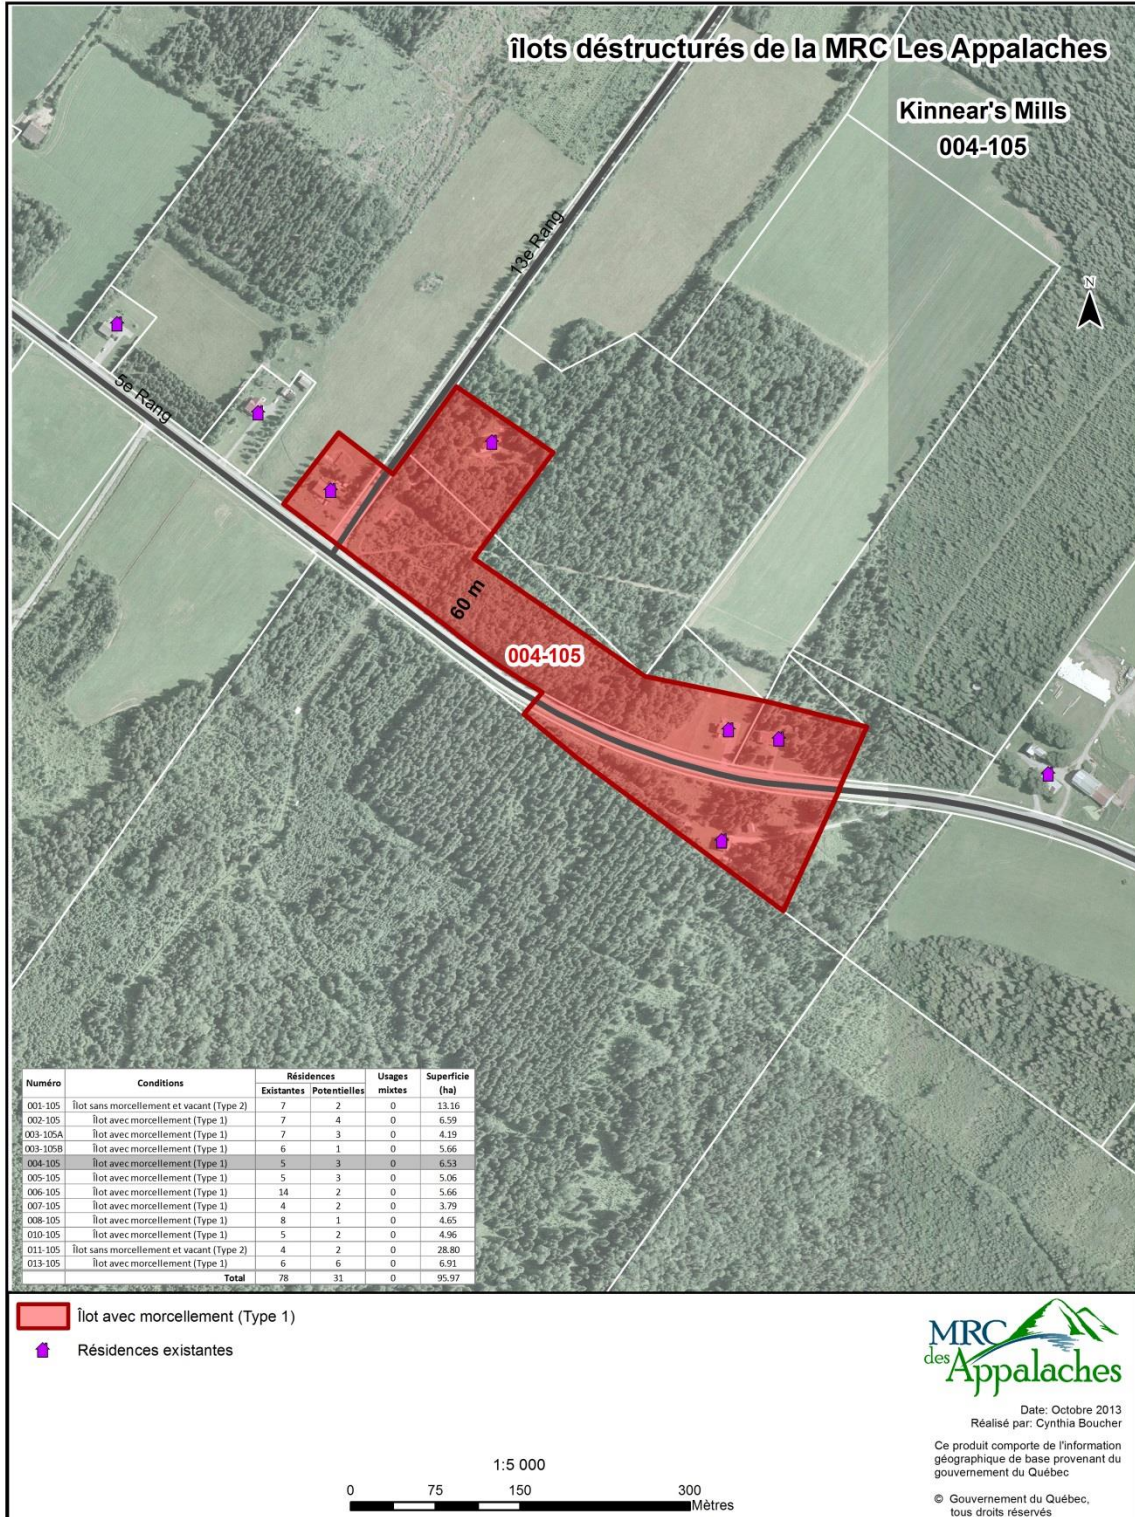 îlots déstructurés de la MRC Les Appalaches
Kinnear's Mills
004-105
13e Rang
N
5e Rang
60 m
004-105
Numéro Conditions Résidences Usages mixtes Superficie (ha)
Existantes Potentielles
001-105 Îlot sans morcellement et vacant (Type 2) 7 2 0 13.16
002-105 Îlot avec morcellement (Type 1) 7 4 0 6.59
003-105A Îlot avec morcellement (Type 1) 7 3 0 4.19
003-105B Îlot avec morcellement (Type 1) 6 1 0 5.66
004-105 Îlot avec morcellement (Type 1) 5 3 0 6.53
005-105 Îlot avec morcellement (Type 1) 5 3 0 5.06
006-105 Îlot avec morcellement (Type 1) 14 2 0 5.66
007-105 Îlot avec morcellement (Type 1) 4 2 0 3.79
008-105 Îlot avec morcellement (Type 1) 8 1 0 4.65
010-105 Îlot avec morcellement (Type 1) 5 2 0 4.96
011-105 Îlot sans morcellement et vacant (Type 2) 4 2 0 28.80
013-105 Îlot avec morcellement (Type 1) 6 6 0 6.91
Total 78 31 0 95.97
Îlot avec morcellement (Type 1)
Résidences existantes
1:5 000
0 75 150 300
Mètres
MRC
des Appalaches
Date: Octobre 2013
Réalisé par: Cynthia Boucher
Ce produit comporte de l'information
géographique de base provenant du
gouvernement du Québec
© Gouvernement du Québec,
tous droits réservés